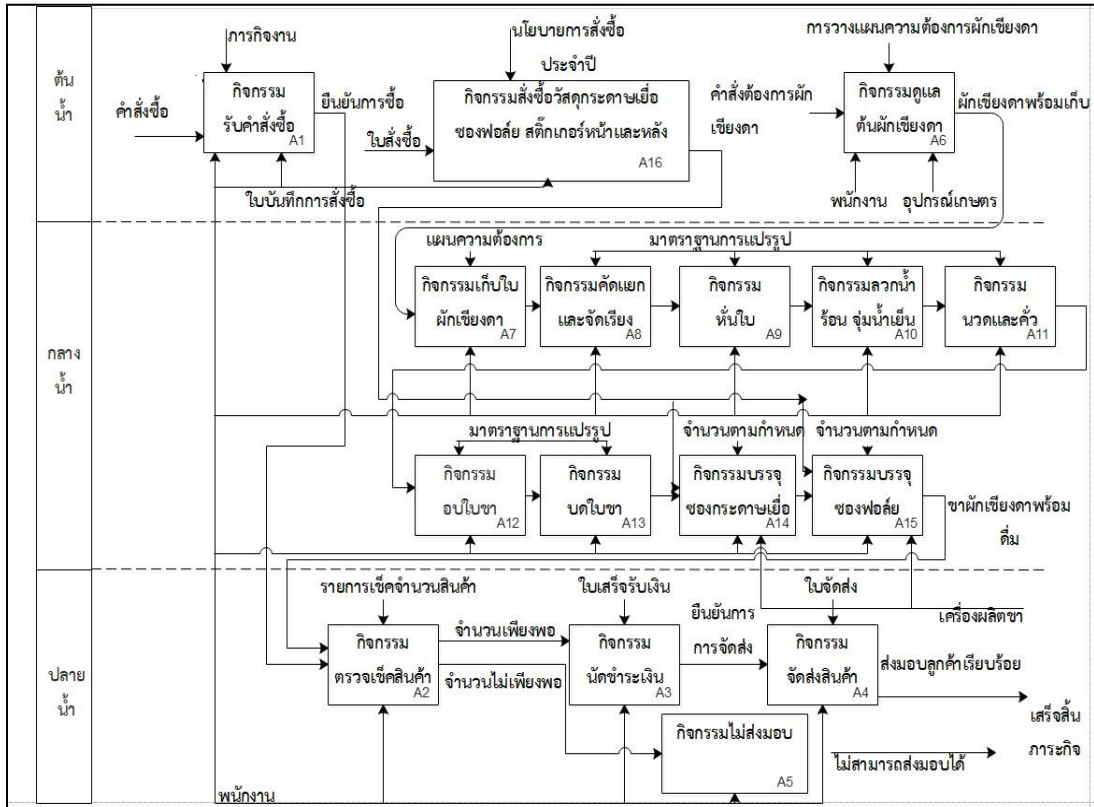 ต้น
น้ำ
ภารกิจงาน
คำสั่งซื้อ
กิจกรรม
รับคำสั่งซื้อ
A1
ยืนยันการซื้อ
ใบบันทึกการสั่งซื้อ
นโยบายการสั่งซื้อ
ประจำปี
ใบสั่งซื้อ
กิจกรรมสั่งซื้อวัสดุกระดาษเยื่อ
ซองฟอล์ย สติ๊กเกอร์หน้าและหลัง
A16
การวางแผนความต้องการผักเชียงดา
คำสั่งต้องการผัก
เชียงดา
กิจกรรมดูแล
ต้นผักเชียงดา
A6
ผักเชียงดาพร้อมเก็บ
พนักงาน
อุปกรณ์เกษตร
กลาง
น้ำ
แผนความต้องการ
มาตราฐานการแปรรูป
กิจกรรมเก็บใบ
ผักเชียงดา
A7
กิจกรรมคัดแยก
และจัดเรียง
A8
กิจกรรม
หั่นใบ
A9
กิจกรรมลวกน้ำ
ร้อน จุ่มน้ำเย็น
A10
กิจกรรม
นวดและคั่ว
A11
มาตราฐานการแปรรูป
จำนวนตามกำหนด
จำนวนตามกำหนด
กิจกรรม
อบใบชา
A12
กิจกรรม
บดใบชา
A13
กิจกรรมบรรจุ
ซองกระดาษเยื่อ
A14
กิจกรรมบรรจุ
ซองฟอล์ย
A15
ชาผักเชียงดาพร้อม
ดื่ม
ปลาย
น้ำ
รายการเช็คจำนวนสินค้า
ใบเสร็จรับเงิน
ใบจัดส่ง
เครื่องผลิตชา
กิจกรรม
ตรวจเช็คสินค้า
A2
จำนวนเพียงพอ
จำนวนไม่เพียงพอ
กิจกรรม
นัดชำระเงิน
A3
ยืนยันการ
การจัดส่ง
กิจกรรม
จัดส่งสินค้า
A4
ส่งมอบลูกค้าเรียบร้อย
เสร็จสิ้น
ภาระกิจ
กิจกรรมไม่ส่งมอบ
A5
ไม่สามารถส่งมอบได้
พนักงาน